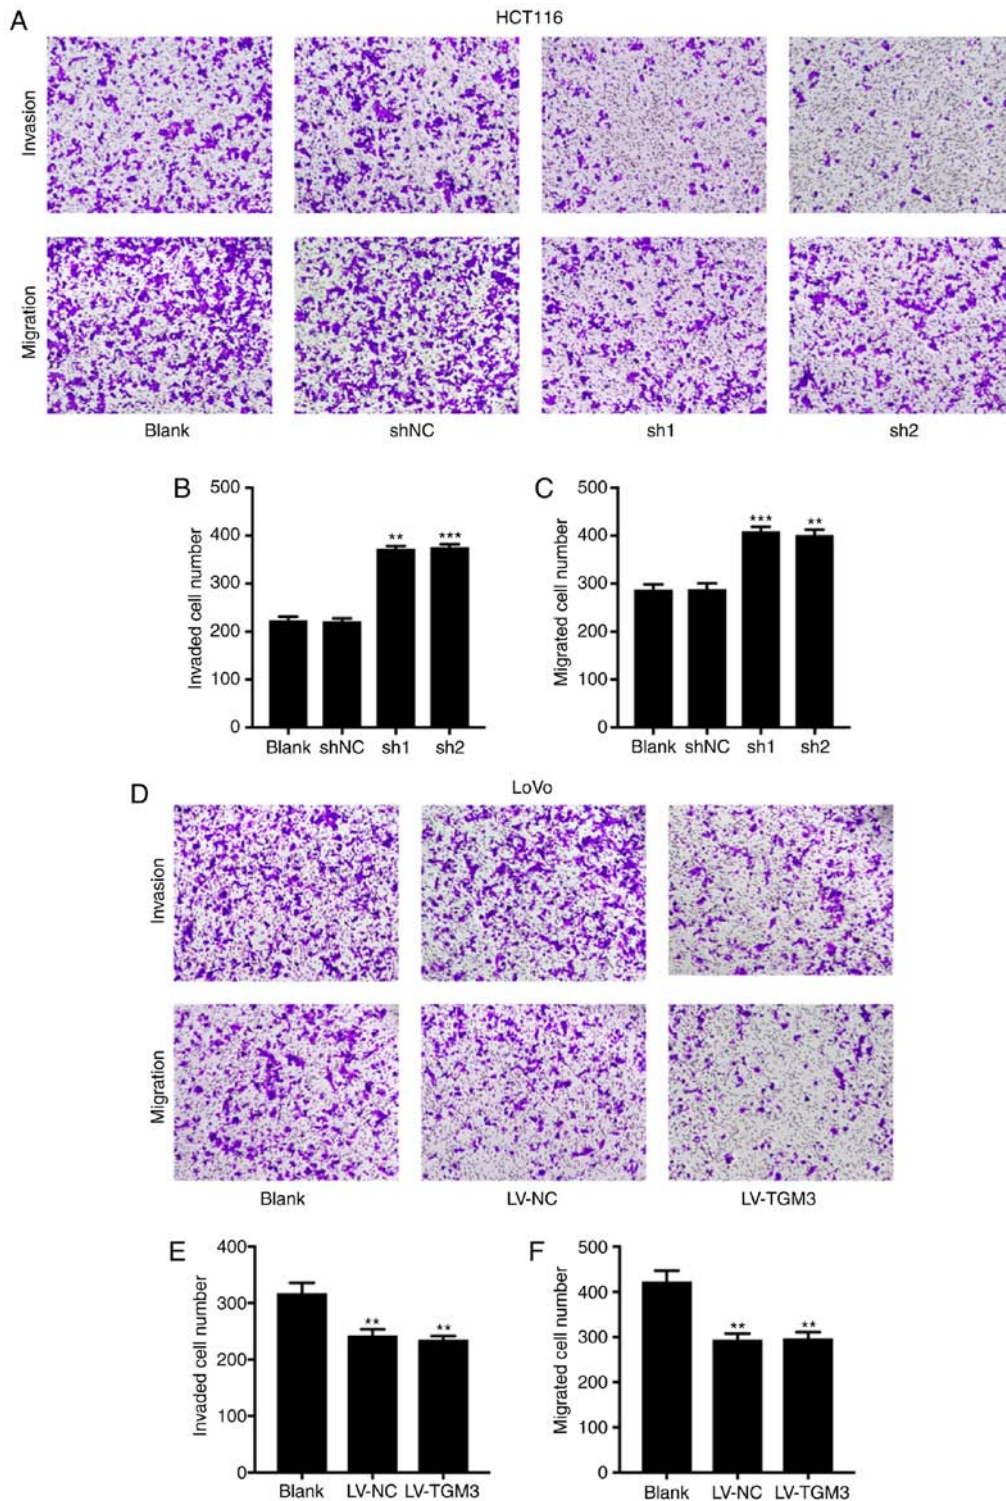 A
HCT116
Invasion
Migration
Blank
shNC
sh1
sh2
B
Invaded cell number
500
400
300
200
100
0
**
***
Blank
shNC
sh1
sh2
C
Migrated cell number
500
400
300
200
100
0
***
**
Blank
shNC
sh1
sh2
D
LoVo
Invasion
Migration
Blank
LV-NC
LV-TGM3
E
Invaded cell number
400
300
200
100
0
**
**
Blank
LV-NC
LV-TGM3
F
Migrated cell number
500
400
300
200
100
0
**
**
Blank
LV-NC
LV-TGM3